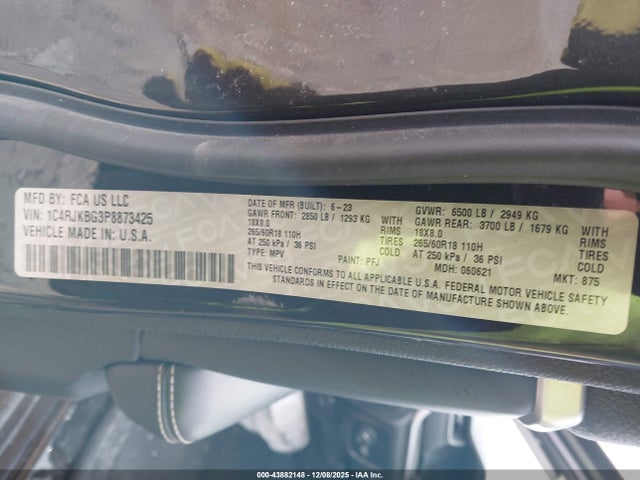 MFD BY: FCA US LLC
VIN: 1C4RJKBG3P8873425
VEHICLE MADE IN: U.S.A.
DATE OF MFR (BUILT): 6-23
GAWR FRONT: 2850 LB / 1293 KG WITH
18X8.0 RIMS
265/60R18 110H TIRES
AT 250 kPa / 36 PSI COLD
TYPE: MPV
PAINT: PFJ
GVWR: 6500 LB / 2949 KG
GAWR REAR: 3700 LB / 1679 KG WITH
18X8.0 RIMS
265/60R18 110H TIRES
AT 250 kPa / 36 PSI COLD
MDH: 060621 MKT: 875
THIS VEHICLE CONFORMS TO ALL APPLICABLE U.S.A. FEDERAL MOTOR VEHICLE SAFETY
STANDARDS IN EFFECT ON THE DATE OF MANUFACTURE SHOWN ABOVE.
000-43882148 - 12/08/2025 - IAA Inc.